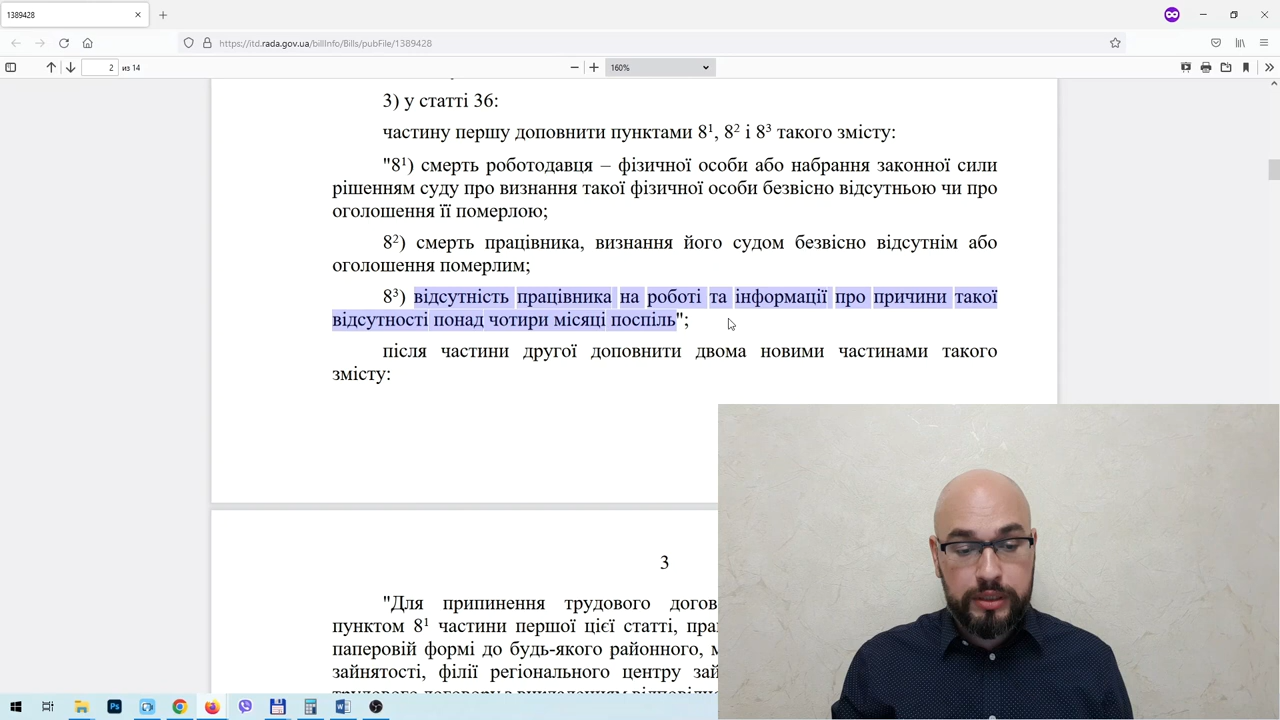 1389428
https://itd.rada.gov.ua/billInfo/Bills/pubFile/1389428
2 из 14
160%
3) у статті 36:
частину першу доповнити пунктами 8¹, 8² і 8³ такого змісту:
"8¹) смерть роботодавця – фізичної особи або набрання законної сили
рішенням суду про визнання такої фізичної особи безвісно відсутньою чи про
оголошення її померлою;
8²) смерть працівника, визнання його судом безвісно відсутнім або
оголошення померлим;
8³) відсутність працівника на роботі та інформації про причини такої
відсутності понад чотири місяці поспіль";
після частини другої доповнити двома новими частинами такого
змісту:
3
"Для припинення трудового догов
пунктом 8¹ частини першої цієї статті, пра
паперовій формі до будь-якого районного, м
зайнятості, філії регіонального центру зай